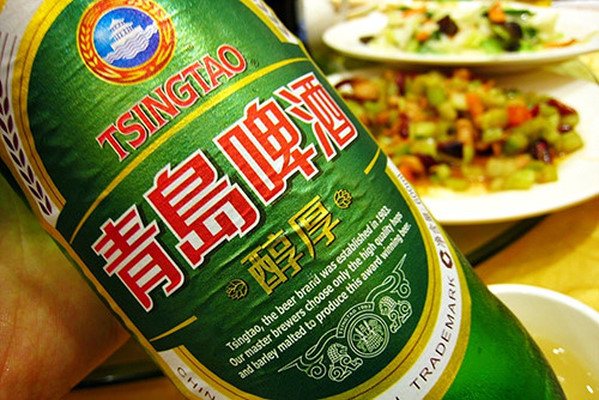 TSINGTAO
青島啤酒
醇厚
Tsingtao, the beer brand was established in 1903.
Our master brewers choose only the high quality hops
and barley malted to produce this award winning beer.
TRADEMARK